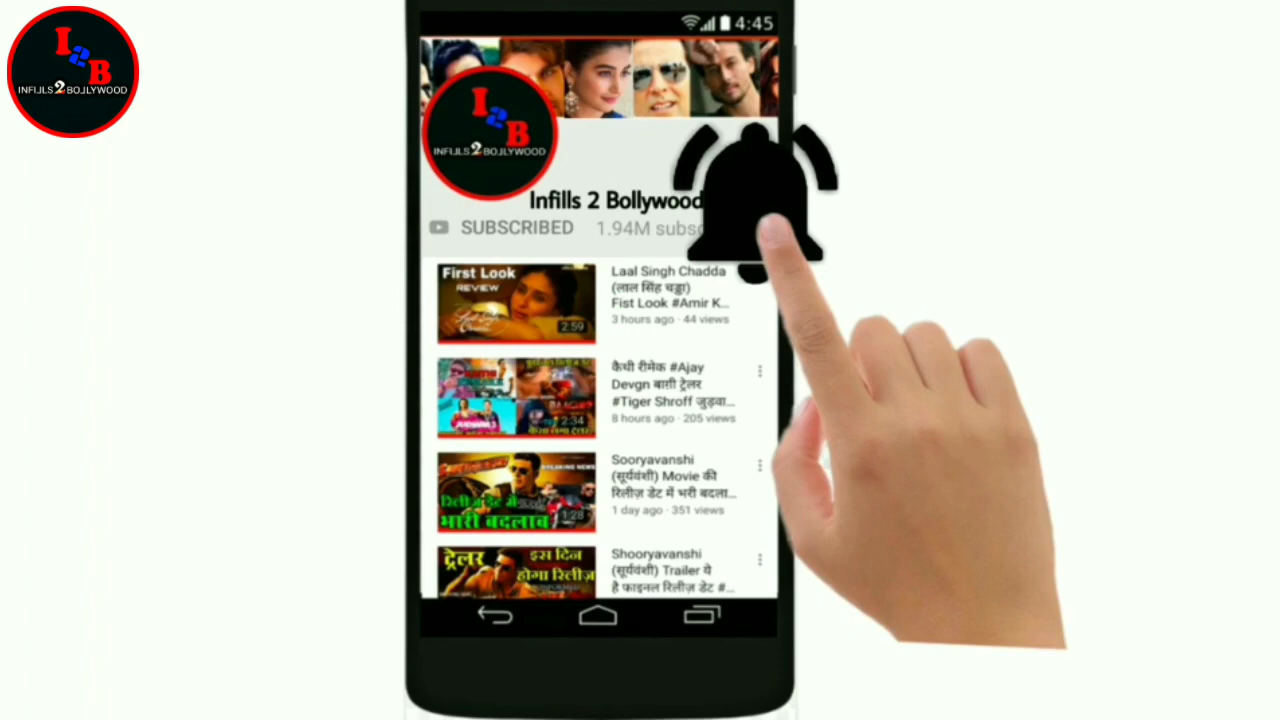 I2B
INFILLS 2 BOLLYWOOD
4:45
I2B
INFILLS 2 BOLLYWOOD
Infills 2 Bollywood
SUBSCRIBED 1.94M subsc
First Look
REVIEW
2:59
Laal Singh Chadda
(लाल सिंह चड्ढा)
Fist Look #Amir K...
3 hours ago · 44 views
2:34
कैथी रीमेक #Ajay
Devgn बाग़ी ट्रेलर
#Tiger Shroff जुड़वा...
8 hours ago · 205 views
BREAKING NEWS
रिलीज़ डेट में
भारी बदलाव
1:28
Sooryavanshi
(सूर्यवंशी) Movie की
रिलीज़ डेट में भरी बदला...
1 day ago · 351 views
ट्रेलर
इस दिन
होगा रिलीज़
Shooryavanshi
(सूर्यवंशी) Trailer ये
है फाइनल रिलीज़ डेट #...